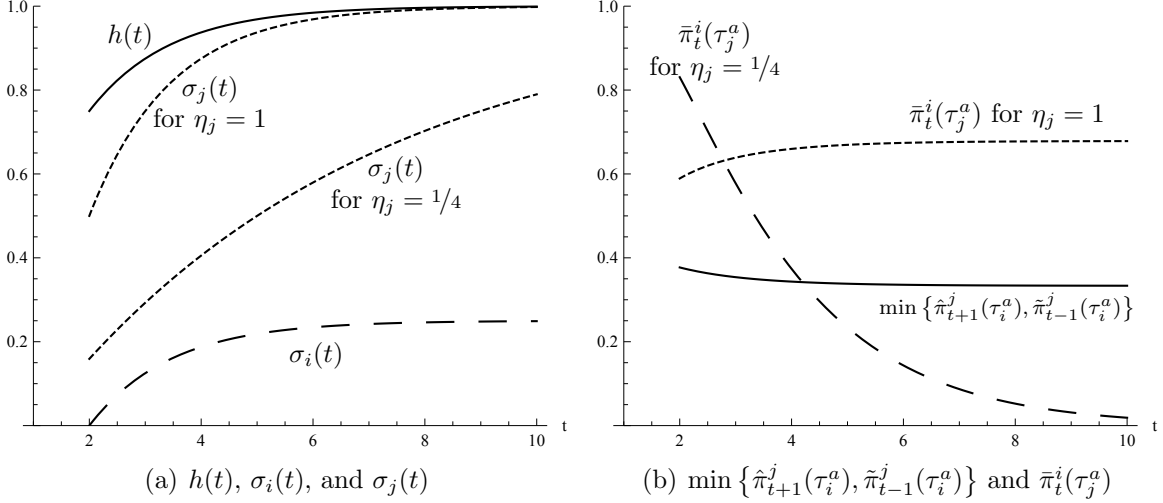 1.0
0.8
0.6
0.4
0.2
2
4
6
8
10
t
h(t)
σ_j(t)
for η_j = 1
σ_j(t)
for η_j = 1/4
σ_i(t)
(a) h(t), σ_i(t), and σ_j(t)
1.0
0.8
0.6
0.4
0.2
2
4
6
8
10
t
π̄^i_t(τ^a_j)
for η_j = 1/4
π̄^i_t(τ^a_j) for η_j = 1
min {π̂^j_{t+1}(τ^a_i), π̃^j_{t−1}(τ^a_i)}
(b) min {π̂^j_{t+1}(τ^a_i), π̃^j_{t−1}(τ^a_i)} and π̄^i_t(τ^a_j)